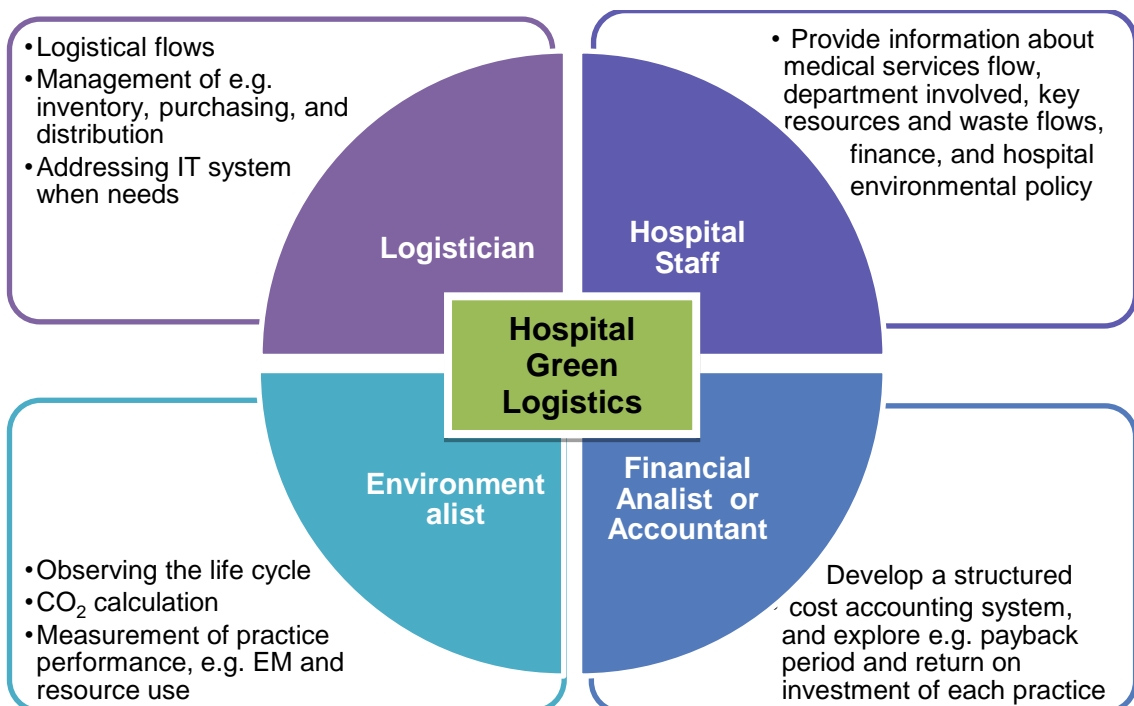 •Logistical flows
•Management of e.g.
inventory, purchasing, and
distribution
•Addressing IT system
when needs
• Provide information about
medical services flow,
department involved, key
resources and waste flows,
finance, and hospital
environmental policy
Logistician
Hospital
Staff
Hospital
Green
Logistics
Environment
alist
Financial
Analist or
Accountant
•Observing the life cycle
•CO₂ calculation
•Measurement of practice
performance, e.g. EM and
resource use
Develop a structured
cost accounting system,
and explore e.g. payback
period and return on
investment of each practice